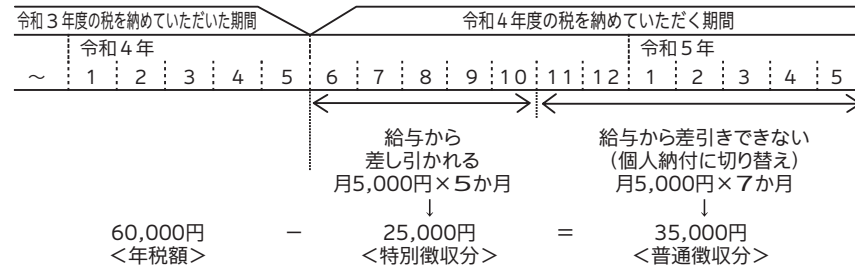 令和3年度の税を納めていただいた期間 令和4年度の税を納めていただく期間
令和4年 令和5年
～ 1 2 3 4 5 6 7 8 9 10 11 12 1 2 3 4 5
給与から 給与から差引きできない
差し引かれる (個人納付に切り替え)
月5,000円×5か月 月5,000円×7か月
↓ ↓
60,000円 － 25,000円 ＝ 35,000円
＜年税額＞ ＜特別徴収分＞ ＜普通徴収分＞